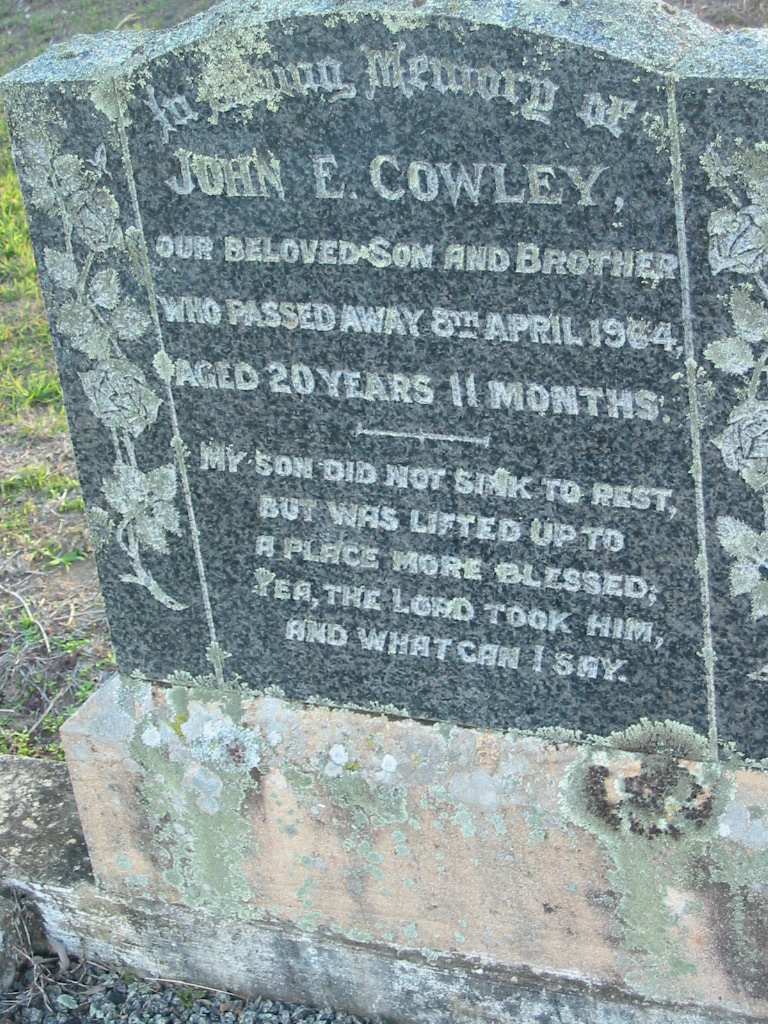 In Loving Memory of
JOHN E. COWLEY,
OUR BELOVED SON AND BROTHER
WHO PASSED AWAY 8TH APRIL 1964,
AGED 20 YEARS 11 MONTHS.
MY SON DID NOT SINK TO REST,
BUT WAS LIFTED UP TO
A PLACE MORE BLESSED;
YEA, THE LORD TOOK HIM,
AND WHAT CAN I SAY.